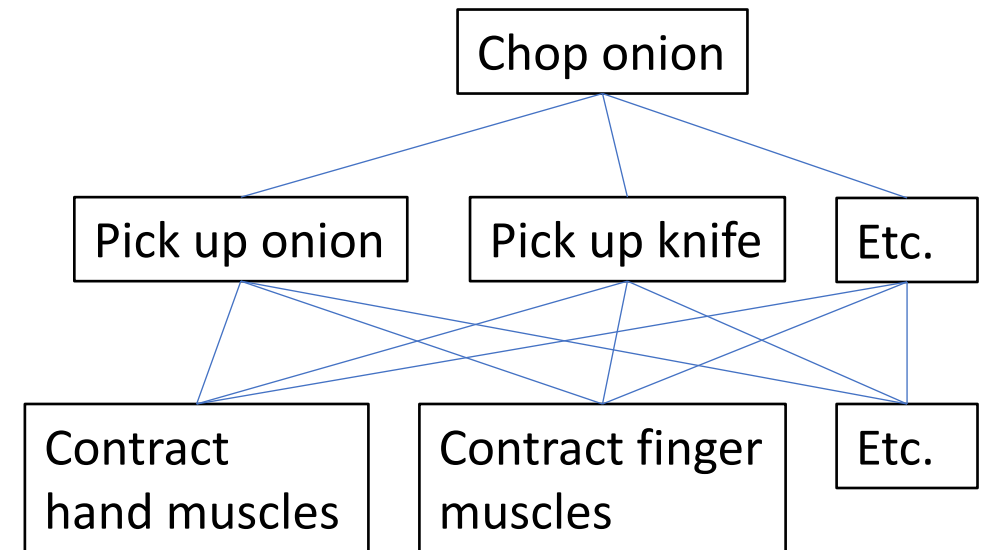 Chop onion
Pick up onion
Pick up knife
Etc.
Contract
hand muscles
Contract finger
muscles
Etc.